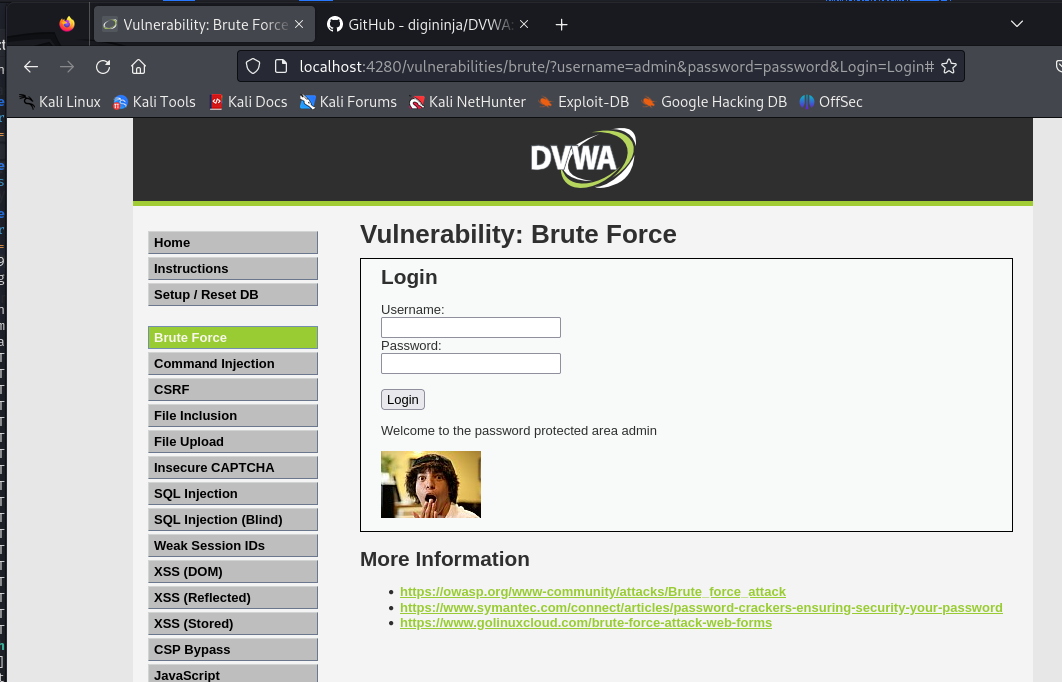 Vulnerability: Brute Force
GitHub - digininja/DVWA:
localhost:4280/vulnerabilities/brute/?username=admin&password=password&Login=Login#
Kali Linux
Kali Tools
Kali Docs
Kali Forums
Kali NetHunter
Exploit-DB
Google Hacking DB
OffSec
DVWA
Home
Instructions
Setup / Reset DB
Brute Force
Command Injection
CSRF
File Inclusion
File Upload
Insecure CAPTCHA
SQL Injection
SQL Injection (Blind)
Weak Session IDs
XSS (DOM)
XSS (Reflected)
XSS (Stored)
CSP Bypass
JavaScript
Vulnerability: Brute Force
Login
Username:
Password:
Login
Welcome to the password protected area admin
More Information
https://owasp.org/www-community/attacks/Brute_force_attack
https://www.symantec.com/connect/articles/password-crackers-ensuring-security-your-password
https://www.golinuxcloud.com/brute-force-attack-web-forms